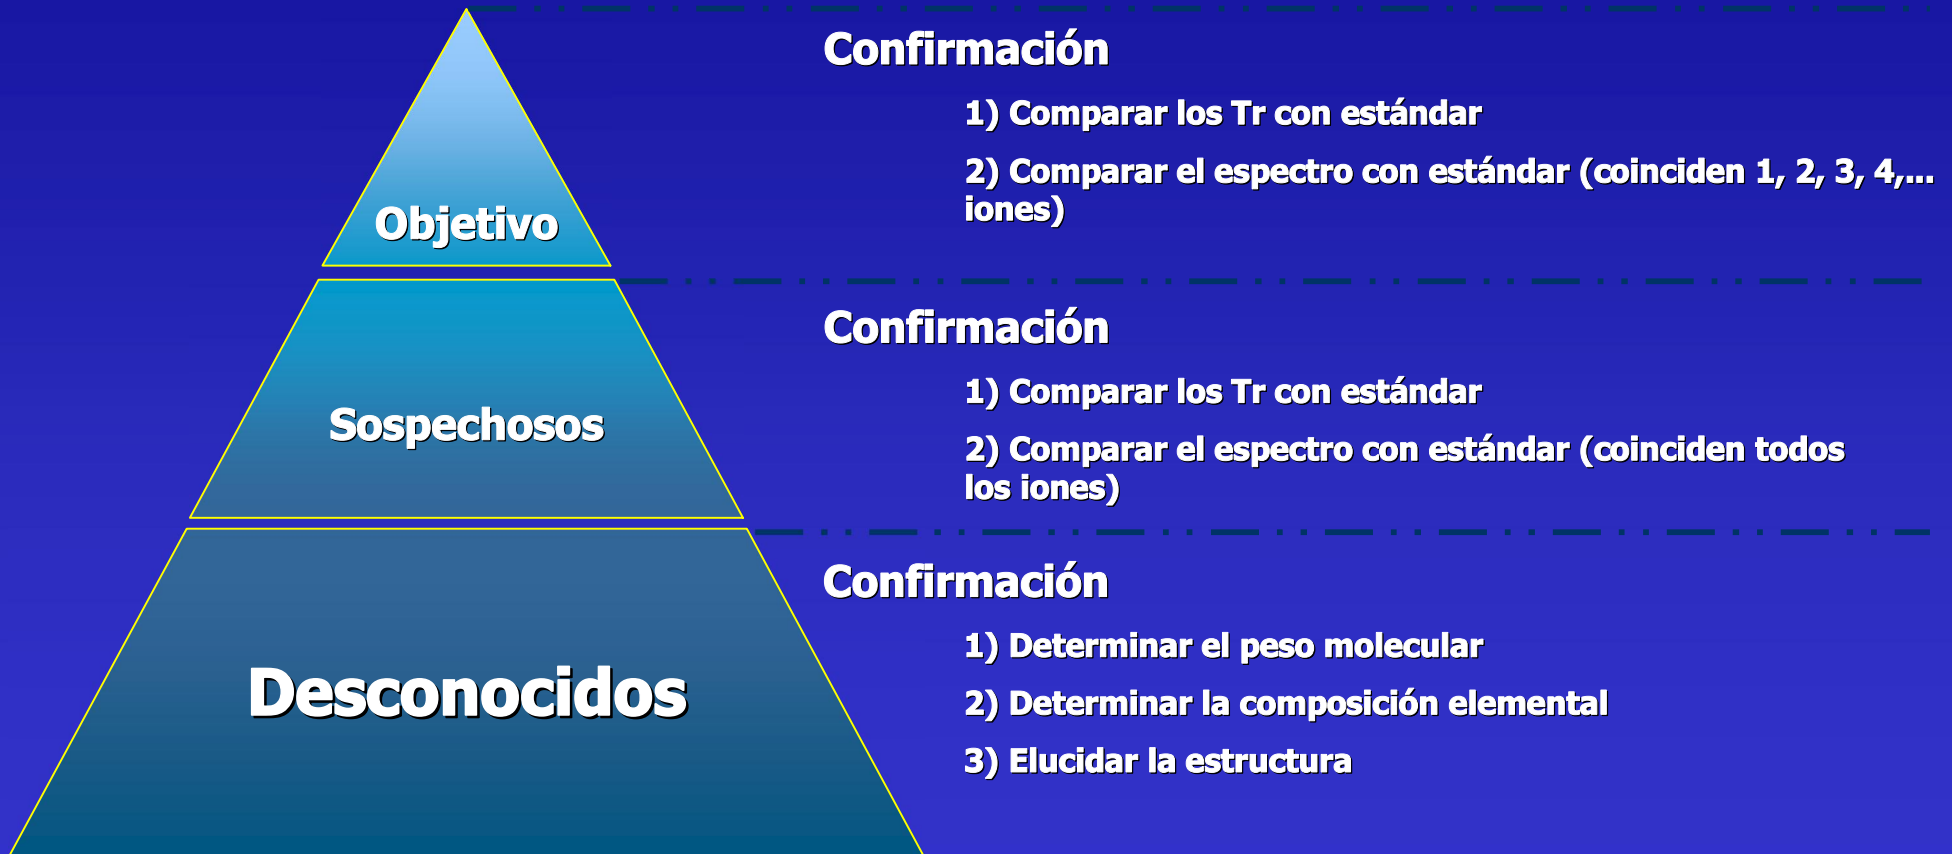 Objetivo
Confirmación
1) Comparar los Tr con estándar
2) Comparar el espectro con estándar (coinciden 1, 2, 3, 4,...
iones)
Sospechosos
Confirmación
1) Comparar los Tr con estándar
2) Comparar el espectro con estándar (coinciden todos
los iones)
Desconocidos
Confirmación
1) Determinar el peso molecular
2) Determinar la composición elemental
3) Elucidar la estructura